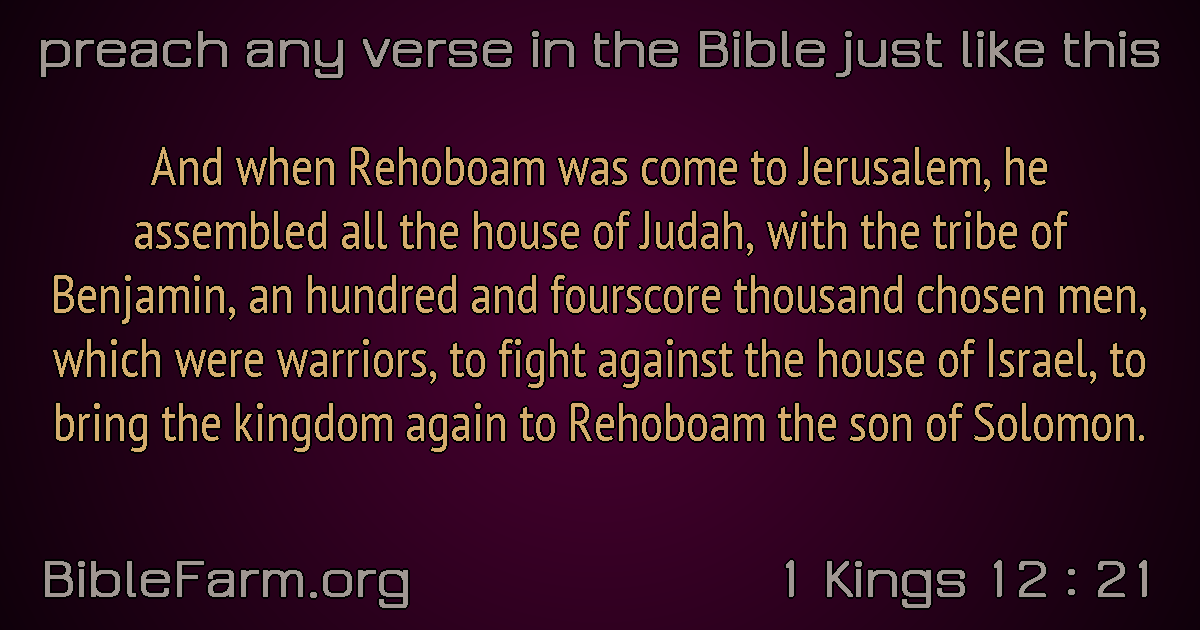 preach any verse in the Bible just like this
And when Rehoboam was come to Jerusalem, he
assembled all the house of Judah, with the tribe of
Benjamin, an hundred and fourscore thousand chosen men,
which were warriors, to fight against the house of Israel, to
bring the kingdom again to Rehoboam the son of Solomon.
BibleFarm.org
1 Kings 12 : 21